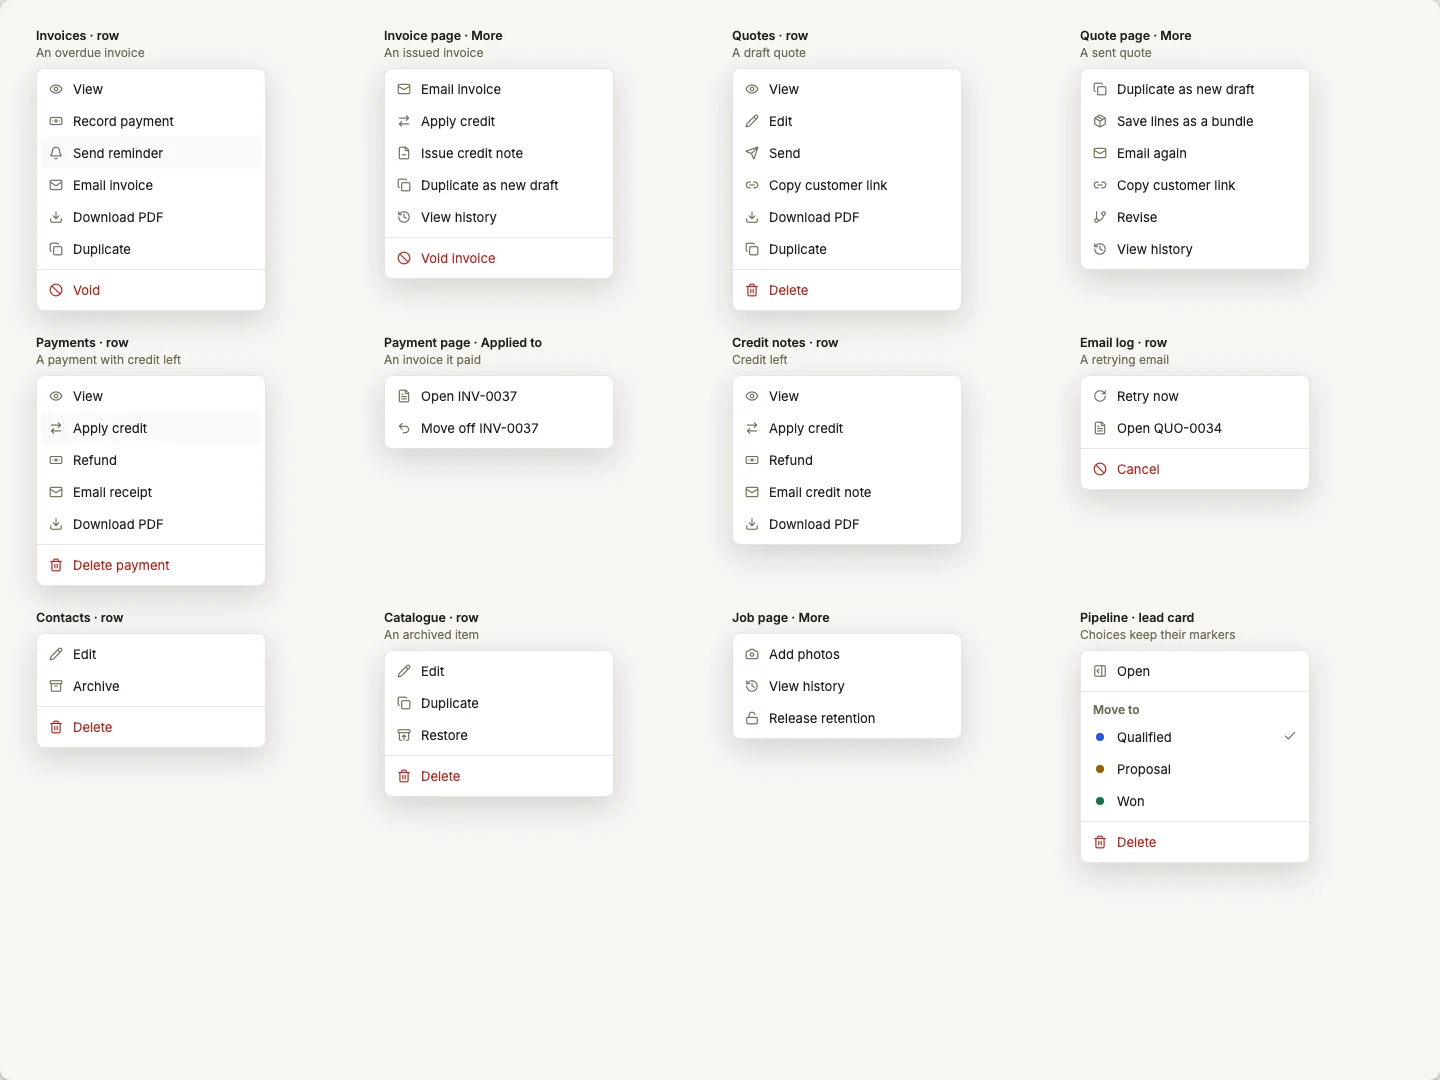 Invoices · row
An overdue invoice
View
Record payment
Send reminder
Email invoice
Download PDF
Duplicate
Void
Invoice page · More
An issued invoice
Email invoice
Apply credit
Issue credit note
Duplicate as new draft
View history
Void invoice
Quotes · row
A draft quote
View
Edit
Send
Copy customer link
Download PDF
Duplicate
Delete
Quote page · More
A sent quote
Duplicate as new draft
Save lines as a bundle
Email again
Copy customer link
Revise
View history
Payments · row
A payment with credit left
View
Apply credit
Refund
Email receipt
Download PDF
Delete payment
Payment page · Applied to
An invoice it paid
Open INV-0037
Move off INV-0037
Credit notes · row
Credit left
View
Apply credit
Refund
Email credit note
Download PDF
Email log · row
A retrying email
Retry now
Open QUO-0034
Cancel
Contacts · row
Edit
Archive
Delete
Catalogue · row
An archived item
Edit
Duplicate
Restore
Delete
Job page · More
Add photos
View history
Release retention
Pipeline · lead card
Choices keep their markers
Open
Move to
Qualified
Proposal
Won
Delete